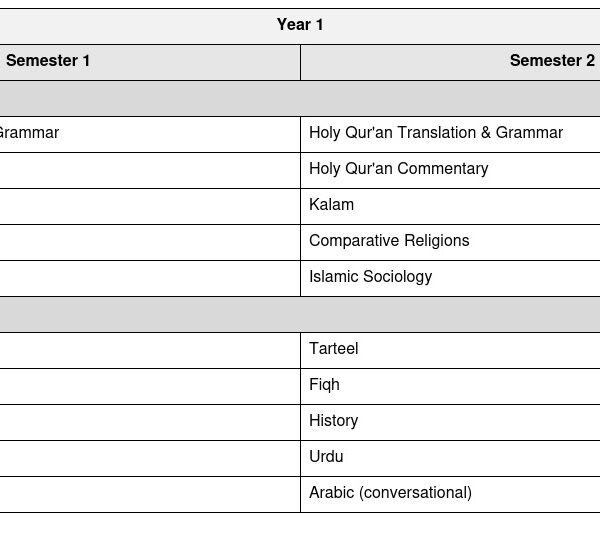 Year 1
Semester 1 Semester 2
Grammar Holy Qur'an Translation & Grammar
Holy Qur'an Commentary
Kalam
Comparative Religions
Islamic Sociology
Tarteel
Fiqh
History
Urdu
Arabic (conversational)